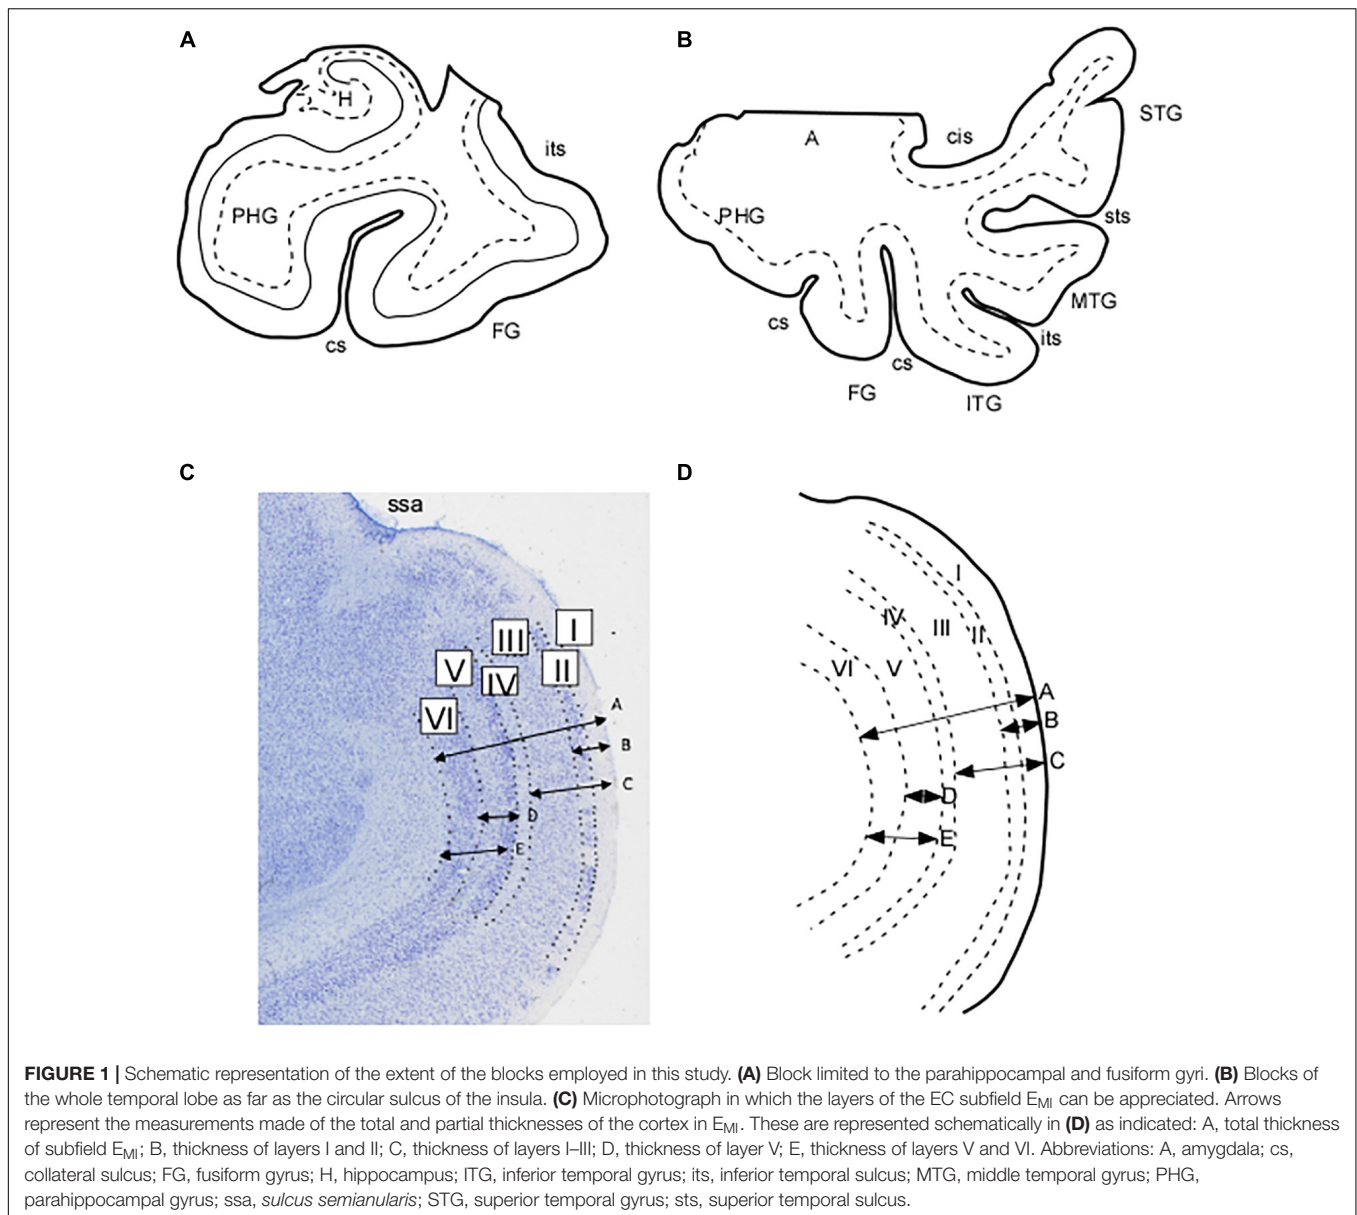 A
B
H
its
PHG
cs
FG
STG
cis
A
sts
PHG
MTG
cs
its
cs
FG
ITG
C
D
ssa
I
III
II
V
IV
VI
A
B
C
D
E
I
IV
III
II
VI
V
A
B
C
D
E
FIGURE 1 | Schematic representation of the extent of the blocks employed in this study. (A) Block limited to the parahippocampal and fusiform gyri. (B) Blocks of
the whole temporal lobe as far as the circular sulcus of the insula. (C) Microphotograph in which the layers of the EC subfield EMI can be appreciated. Arrows
represent the measurements made of the total and partial thicknesses of the cortex in EMI. These are represented schematically in (D) as indicated: A, total thickness
of subfield EMI; B, thickness of layers I and II; C, thickness of layers I–III; D, thickness of layer V; E, thickness of layers V and VI. Abbreviations: A, amygdala; cs,
collateral sulcus; FG, fusiform gyrus; H, hippocampus; ITG, inferior temporal gyrus; its, inferior temporal sulcus; MTG, middle temporal gyrus; PHG,
parahippocampal gyrus; ssa, sulcus semianularis; STG, superior temporal gyrus; sts, superior temporal sulcus.